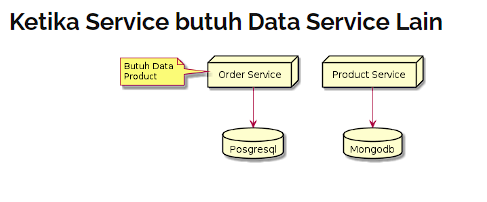 Ketika Service butuh Data Service Lain
Butuh Data
Product
Order Service
Product Service
Posgresql
Mongodb